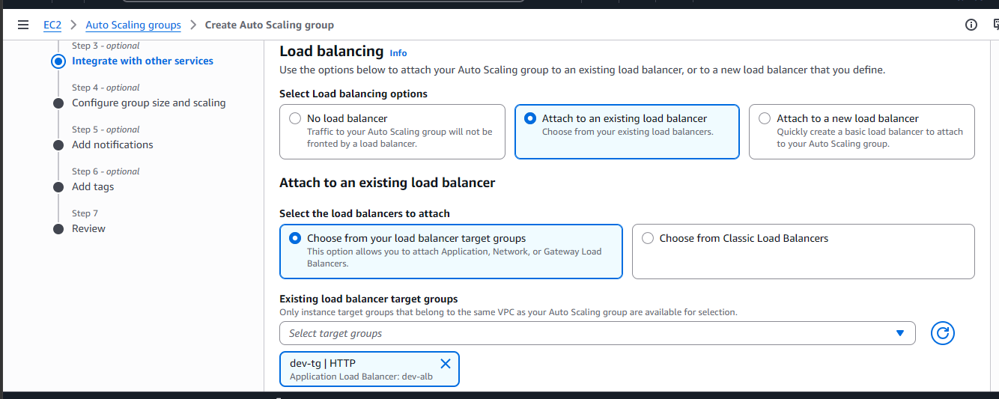 EC2 > Auto Scaling groups > Create Auto Scaling group
Step 3 - optional
Integrate with other services
Step 4 - optional
Configure group size and scaling
Step 5 - optional
Add notifications
Step 6 - optional
Add tags
Step 7
Review
Load balancing Info
Use the options below to attach your Auto Scaling group to an existing load balancer, or to a new load balancer that you define.
Select Load balancing options
No load balancer
Traffic to your Auto Scaling group will not be
fronted by a load balancer.
Attach to an existing load balancer
Choose from your existing load balancers.
Attach to a new load balancer
Quickly create a basic load balancer to attach
to your Auto Scaling group.
Attach to an existing load balancer
Select the load balancers to attach
Choose from your load balancer target groups
This option allows you to attach Application, Network, or Gateway Load
Balancers.
Choose from Classic Load Balancers
Existing load balancer target groups
Only instance target groups that belong to the same VPC as your Auto Scaling group are available for selection.
Select target groups
dev-tg | HTTP
Application Load Balancer: dev-alb